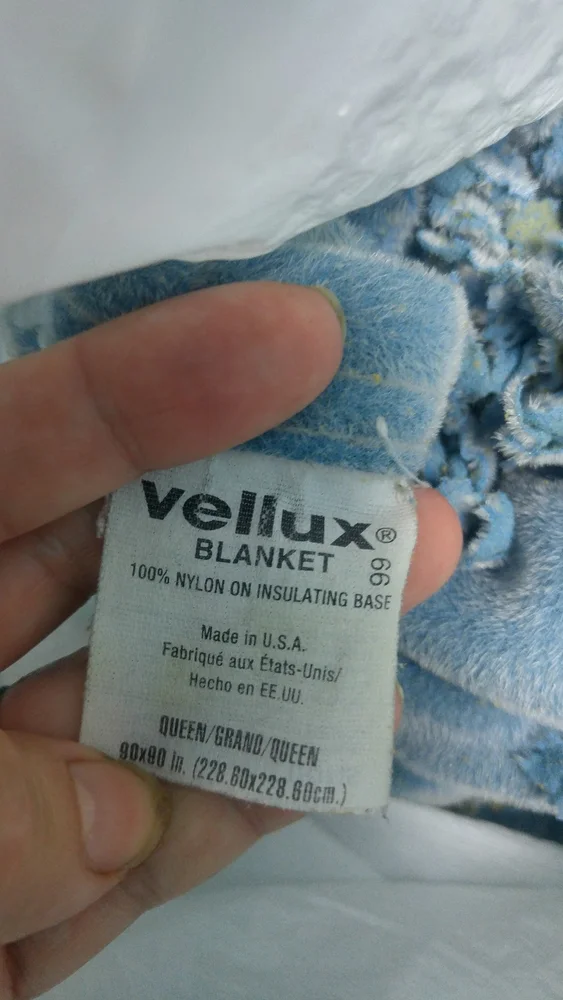 vellux®
BLANKET
99
100% NYLON ON INSULATING BASE
Made in U.S.A.
Fabriqué aux États-Unis/
Hecho en EE.UU.
QUEEN/GRAND/QUEEN
90x90 in. (228.60x228.60cm.)